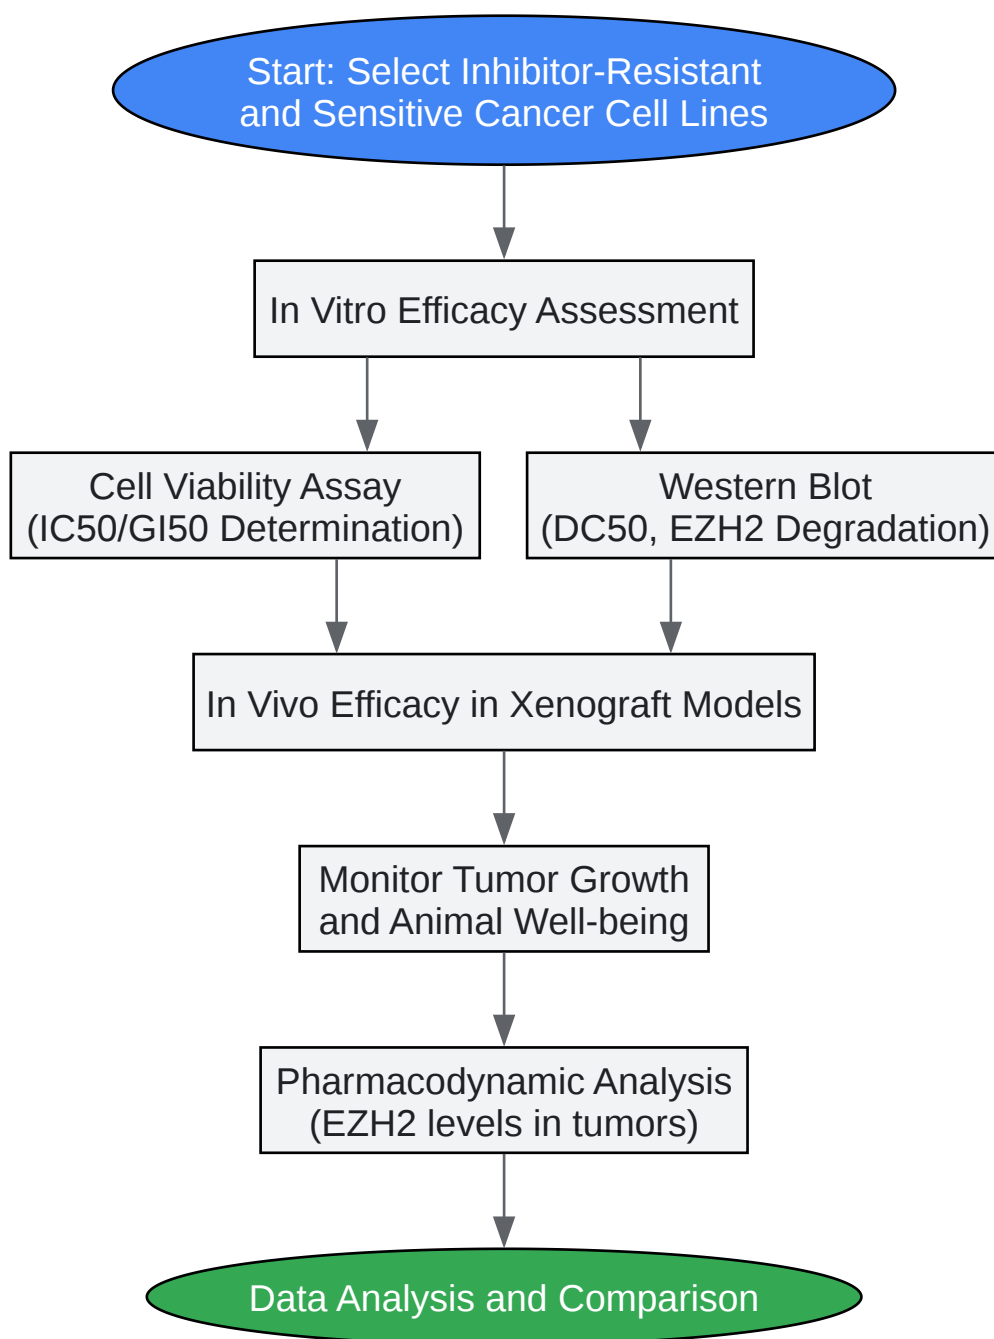 Start: Select Inhibitor-Resistant
and Sensitive Cancer Cell Lines
In Vitro Efficacy Assessment
Cell Viability Assay
(IC50/GI50 Determination)
Western Blot
(DC50, EZH2 Degradation)
In Vivo Efficacy in Xenograft Models
Monitor Tumor Growth
and Animal Well-being
Pharmacodynamic Analysis
(EZH2 levels in tumors)
Data Analysis and Comparison